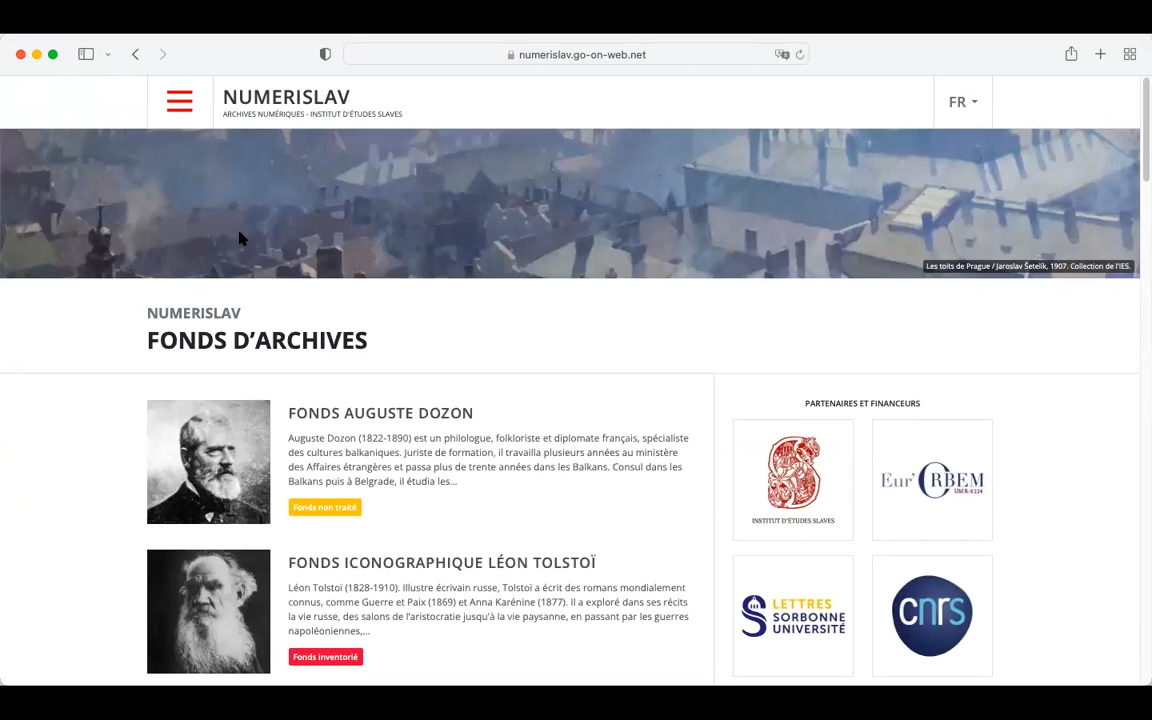 numerislav.go-on-web.net
NUMERISLAV
ARCHIVES NUMÉRIQUES - INSTITUT D'ÉTUDES SLAVES
FR
Les toits de Prague / Jaroslav Šetelík, 1907. Collection de l'IES.
NUMERISLAV
FONDS D'ARCHIVES
FONDS AUGUSTE DOZON
Auguste Dozon (1822-1890) est un philologue, folkloriste et diplomate français, spécialiste
des cultures balkaniques. Juriste de formation, il travailla plusieurs années au ministère
des Affaires étrangères et passa plus de trente années dans les Balkans. Consul dans les
Balkans puis à Belgrade, il étudia les...
Fonds non traité
FONDS ICONOGRAPHIQUE LÉON TOLSTOÏ
Léon Tolstoï (1828-1910). Illustre écrivain russe, Tolstoï a écrit des romans mondialement
connus, comme Guerre et Paix (1869) et Anna Karénine (1877). Il a exploré dans ses récits
la vie russe, des salons de l'aristocratie jusqu'à la vie paysanne, en passant par les guerres
napoléoniennes,...
Fonds inventorié
PARTENAIRES ET FINANCEURS
INSTITUT D'ÉTUDES SLAVES
Eur'ORBEM
UMR 8224
LETTRES
SORBONNE
UNIVERSITÉ
cnrs